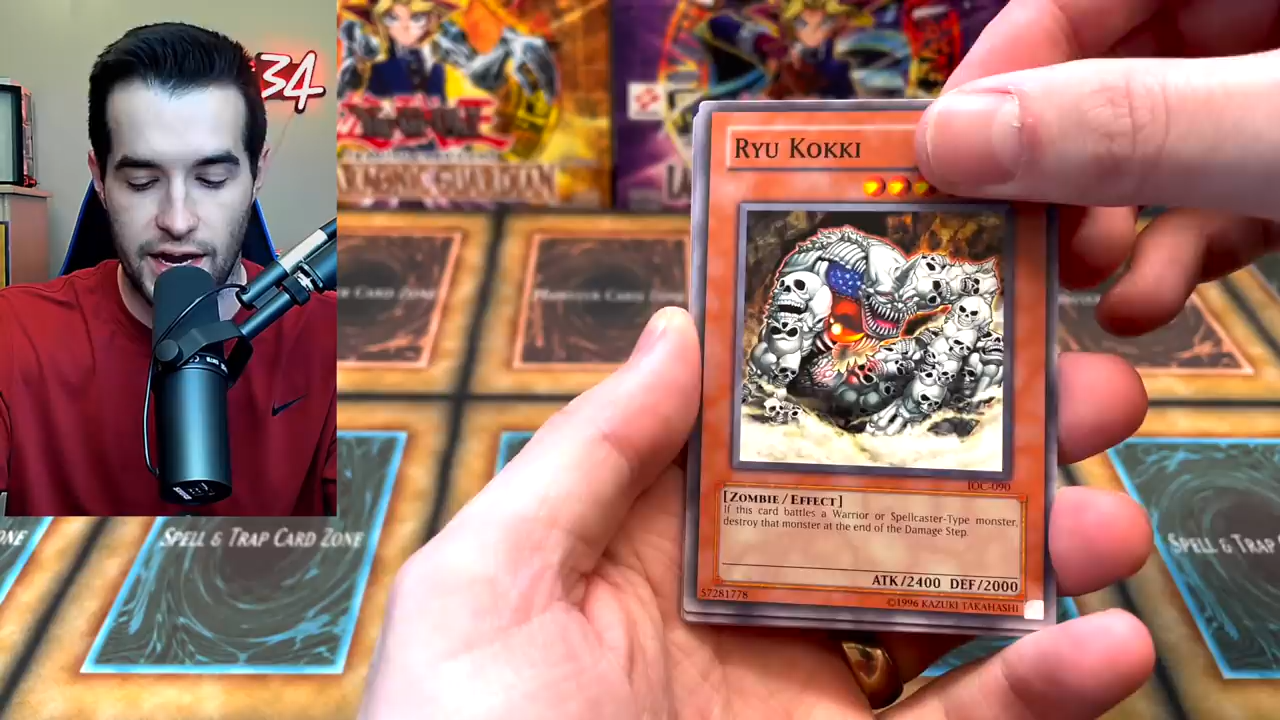 34
RYU KOKKI
IOC-090
[ZOMBIE / EFFECT]
If this card battles a Warrior or Spellcaster-Type monster,
destroy that monster at the end of the Damage Step.
ATK/2400 DEF/2000
57281778
©1996 KAZUKI TAKAHASHI
CARD ZONE
SPELL & TRAP CARD ZONE
SPELL & TRAP